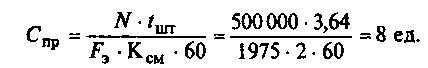 C_пр = (N · t_шт) / (F_э · К_см · 60) = (500 000 · 3,64) / (1975 · 2 · 60) = 8 ед.